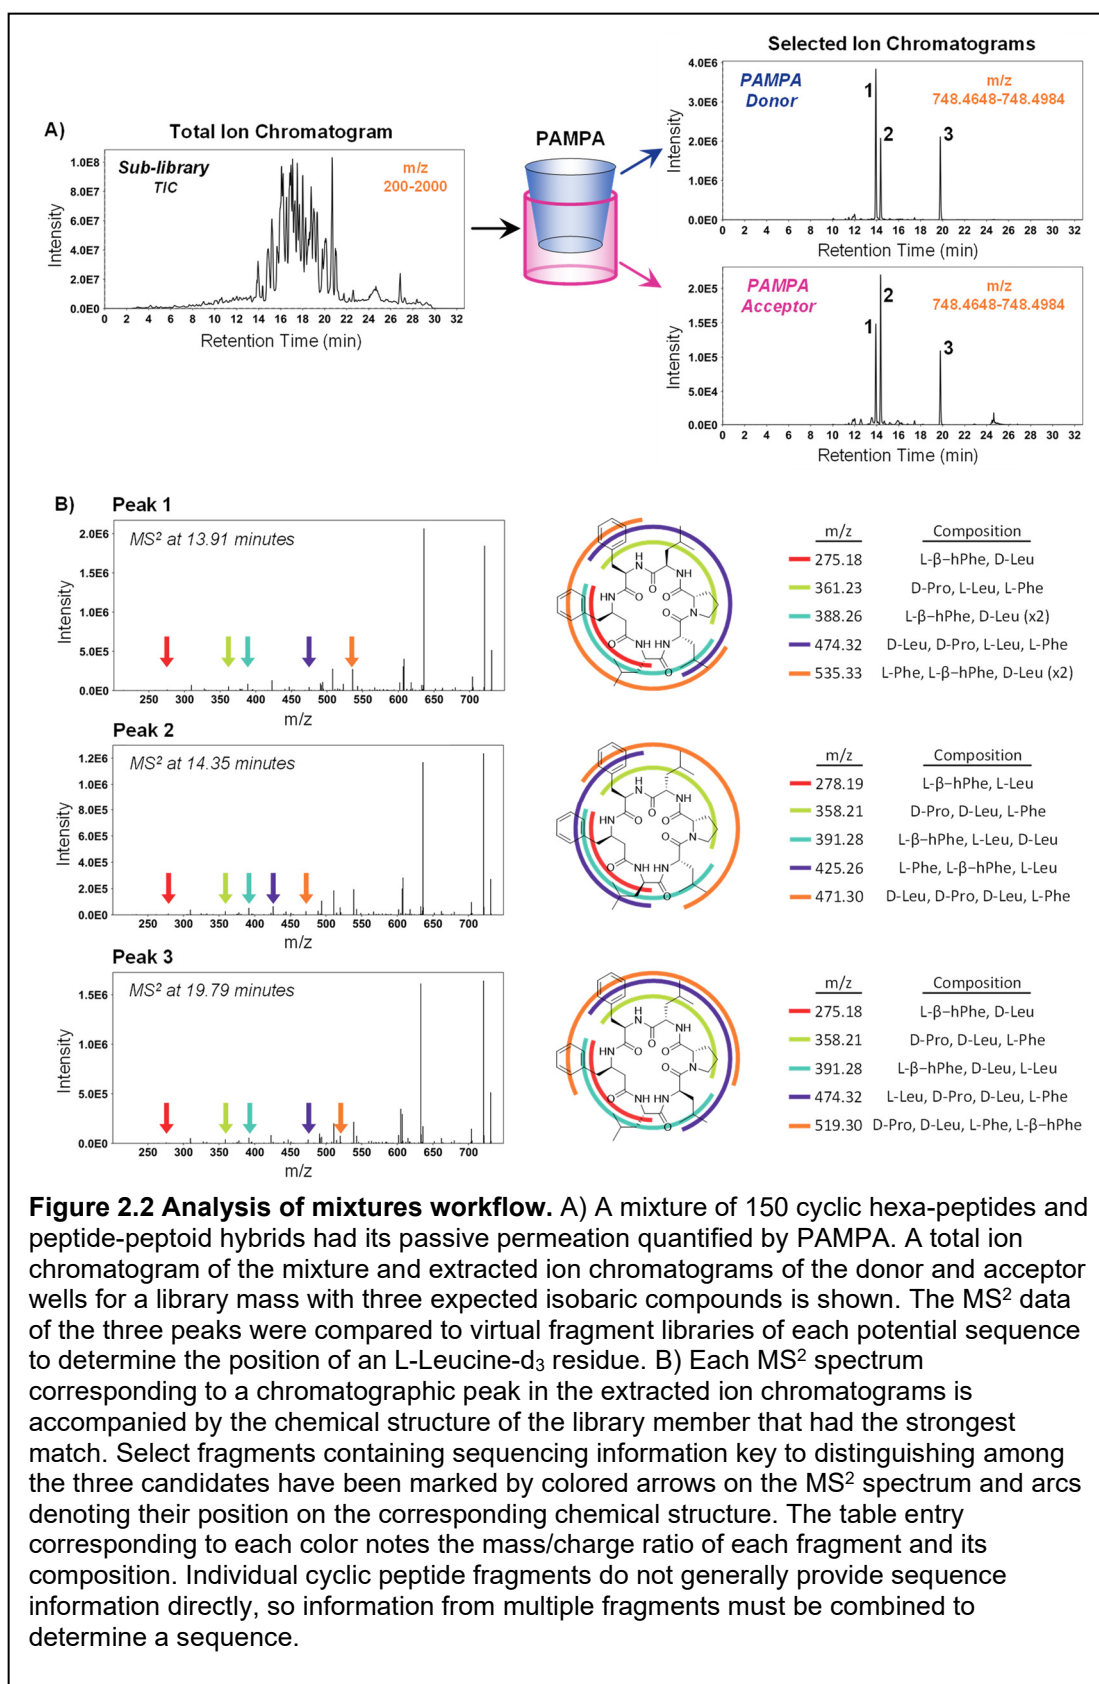 Selected Ion Chromatograms
A)
Total Ion Chromatogram
Sub-library
TIC
m/z
200-2000
Intensity
1.0E8
8.0E7
6.0E7
4.0E7
2.0E7
0.0E0
0 2 4 6 8 10 12 14 16 18 20 22 24 26 28 30 32
Retention Time (min)
PAMPA
PAMPA
Donor
m/z
748.4648-748.4984
1
2
3
Intensity
4.0E6
3.0E6
2.0E6
1.0E6
0.0E0
0 2 4 6 8 10 12 14 16 18 20 22 24 26 28 30 32
Retention Time (min)
PAMPA
Acceptor
m/z
748.4648-748.4984
1
2
3
Intensity
2.0E5
1.5E5
1.0E5
5.0E4
0.0E0
0 2 4 6 8 10 12 14 16 18 20 22 24 26 28 30 32
Retention Time (min)
B)
Peak 1
MS² at 13.91 minutes
Intensity
2.0E6
1.5E6
1.0E6
5.0E5
0.0E0
250 300 350 400 450 500 550 600 650 700
m/z
m/z Composition
275.18 L-β−hPhe, D-Leu
361.23 D-Pro, L-Leu, L-Phe
388.26 L-β−hPhe, D-Leu (x2)
474.32 D-Leu, D-Pro, L-Leu, L-Phe
535.33 L-Phe, L-β−hPhe, D-Leu (x2)
Peak 2
MS² at 14.35 minutes
Intensity
1.2E6
1.0E6
8.0E5
6.0E5
4.0E5
2.0E5
0.0E0
250 300 350 400 450 500 550 600 650 700
m/z
m/z Composition
278.19 L-β−hPhe, L-Leu
358.21 D-Pro, D-Leu, L-Phe
391.28 L-β−hPhe, L-Leu, D-Leu
425.26 L-Phe, L-β−hPhe, L-Leu
471.30 D-Leu, D-Pro, D-Leu, L-Phe
Peak 3
MS² at 19.79 minutes
Intensity
1.5E6
1.0E6
5.0E5
0.0E0
250 300 350 400 450 500 550 600 650 700
m/z
m/z Composition
275.18 L-β−hPhe, D-Leu
358.21 D-Pro, D-Leu, L-Phe
391.28 L-β−hPhe, D-Leu, L-Leu
474.32 L-Leu, D-Pro, D-Leu, L-Phe
519.30 D-Pro, D-Leu, L-Phe, L-β−hPhe
Figure 2.2 Analysis of mixtures workflow. A) A mixture of 150 cyclic hexa-peptides and
peptide-peptoid hybrids had its passive permeation quantified by PAMPA. A total ion
chromatogram of the mixture and extracted ion chromatograms of the donor and acceptor
wells for a library mass with three expected isobaric compounds is shown. The MS² data
of the three peaks were compared to virtual fragment libraries of each potential sequence
to determine the position of an L-Leucine-d₃ residue. B) Each MS² spectrum
corresponding to a chromatographic peak in the extracted ion chromatograms is
accompanied by the chemical structure of the library member that had the strongest
match. Select fragments containing sequencing information key to distinguishing among
the three candidates have been marked by colored arrows on the MS² spectrum and arcs
denoting their position on the corresponding chemical structure. The table entry
corresponding to each color notes the mass/charge ratio of each fragment and its
composition. Individual cyclic peptide fragments do not generally provide sequence
information directly, so information from multiple fragments must be combined to
determine a sequence.